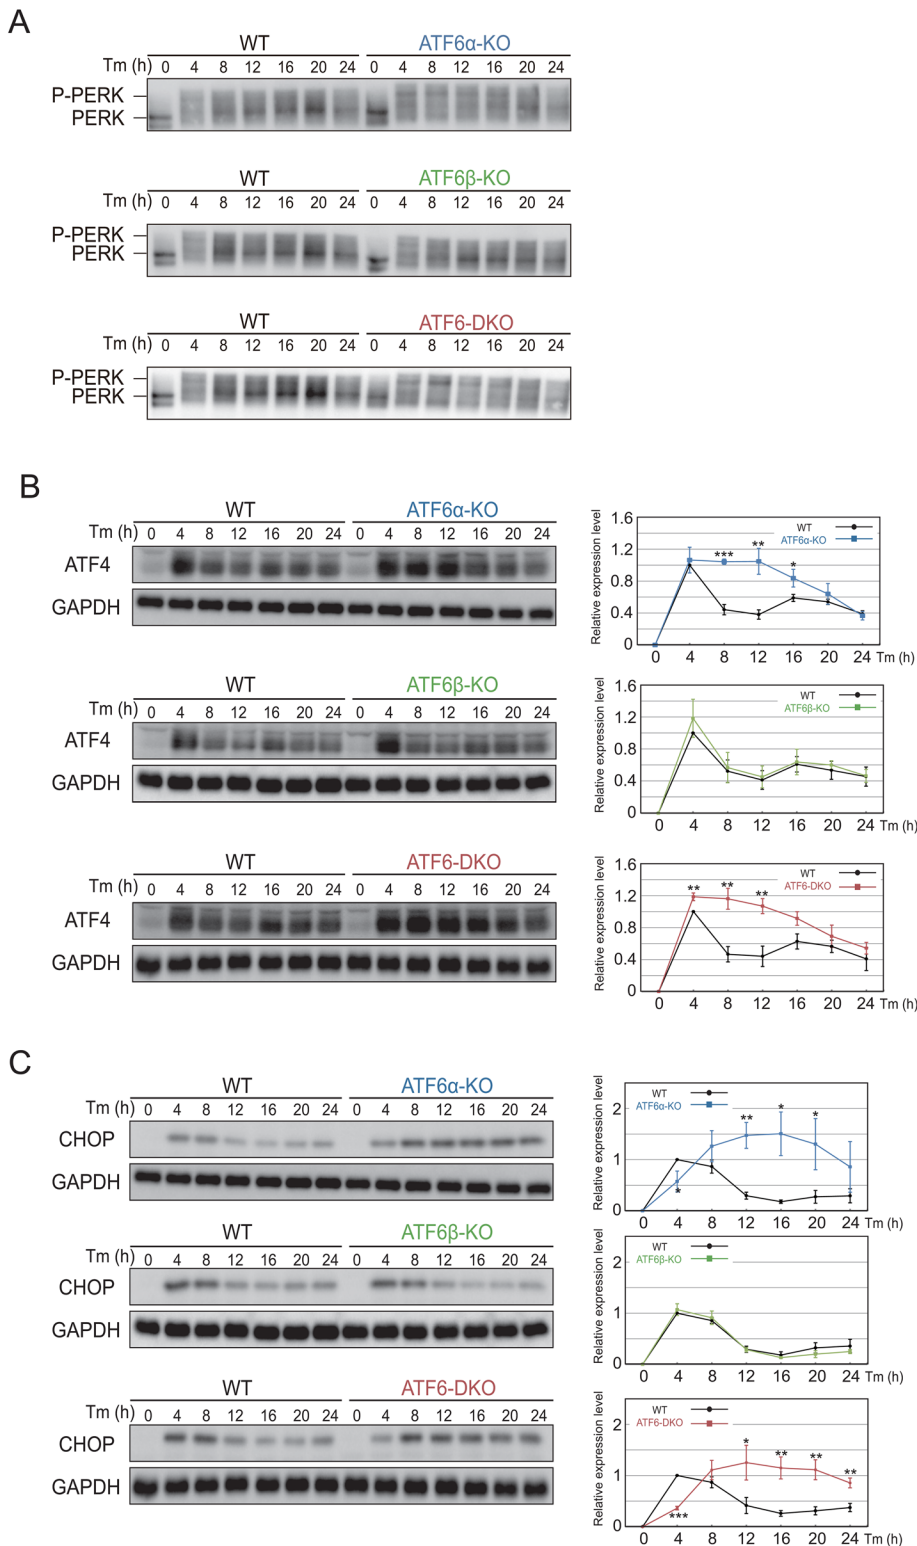 A
WT ATF6α-KO
Tm (h) 0 4 8 12 16 20 24 0 4 8 12 16 20 24
P-PERK
PERK
WT ATF6β-KO
Tm (h) 0 4 8 12 16 20 24 0 4 8 12 16 20 24
P-PERK
PERK
WT ATF6-DKO
Tm (h) 0 4 8 12 16 20 24 0 4 8 12 16 20 24
P-PERK
PERK
B
WT ATF6α-KO
Tm (h) 0 4 8 12 16 20 24 0 4 8 12 16 20 24
ATF4
GAPDH
Relative expression level
1.6
1.2
0.8
0.4
0
WT
ATF6α-KO
*** ** *
0 4 8 12 16 20 24 Tm (h)
WT ATF6β-KO
Tm (h) 0 4 8 12 16 20 24 0 4 8 12 16 20 24
ATF4
GAPDH
Relative expression level
1.6
1.2
0.8
0.4
0
WT
ATF6β-KO
0 4 8 12 16 20 24 Tm (h)
WT ATF6-DKO
Tm (h) 0 4 8 12 16 20 24 0 4 8 12 16 20 24
ATF4
GAPDH
Relative expression level
1.6
1.2
0.8
0.4
0
WT
ATF6-DKO
** ** **
0 4 8 12 16 20 24 Tm (h)
C
WT ATF6α-KO
Tm (h) 0 4 8 12 16 20 24 0 4 8 12 16 20 24
CHOP
GAPDH
Relative expression level
2
1
0
WT
ATF6α-KO
* ** * *
0 4 8 12 16 20 24 Tm (h)
WT ATF6β-KO
Tm (h) 0 4 8 12 16 20 24 0 4 8 12 16 20 24
CHOP
GAPDH
Relative expression level
2
1
0
WT
ATF6β-KO
0 4 8 12 16 20 24 Tm (h)
WT ATF6-DKO
Tm (h) 0 4 8 12 16 20 24 0 4 8 12 16 20 24
CHOP
GAPDH
Relative expression level
2
1
0
WT
ATF6-DKO
*** * ** ** **
0 4 8 12 16 20 24 Tm (h)